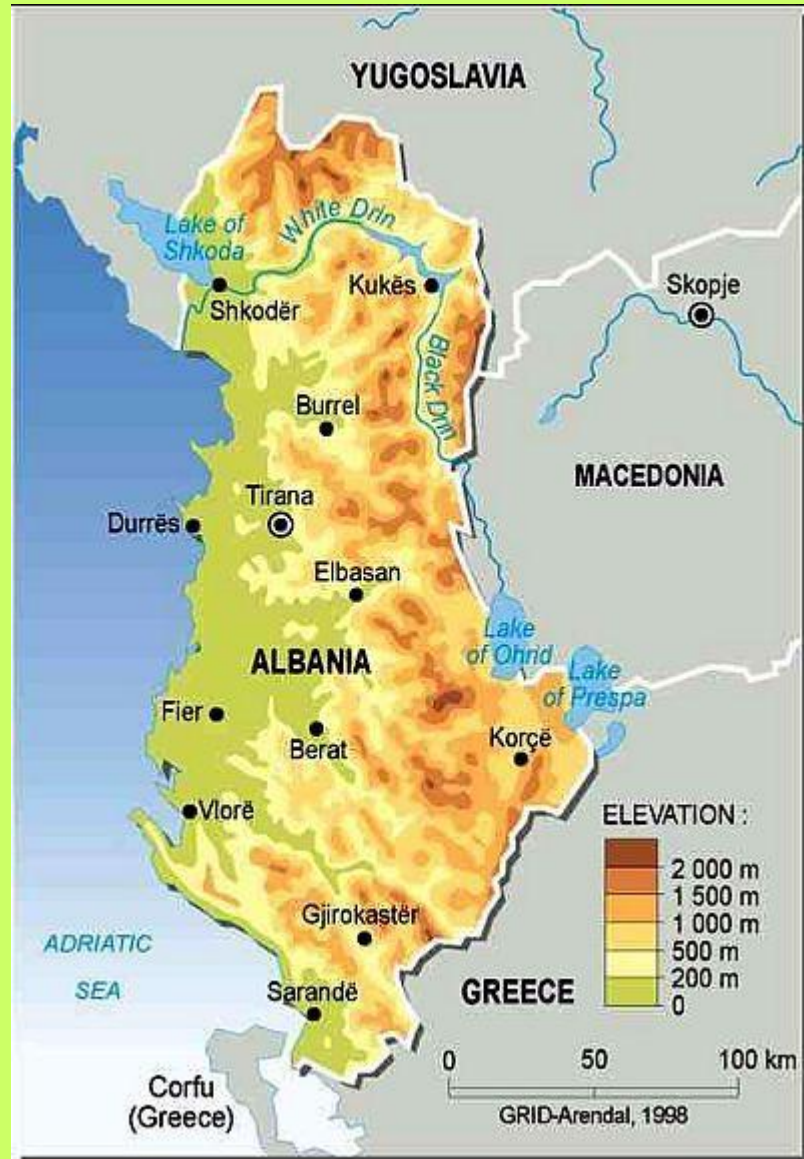 YUGOSLAVIA
Lake of
Shkoda
White Drin
Shkodër
Kukës
Skopje
Black Drin
Burrel
MACEDONIA
Tirana
Durrës
Elbasan
Lake
of Ohrid
Lake
of Prespa
ALBANIA
Fier
Berat
Korçë
Vlorë
ELEVATION :
2 000 m
1 500 m
1 000 m
500 m
200 m
0
Gjirokastër
ADRIATIC
SEA
Sarandë
GREECE
Corfu
(Greece)
0 50 100 km
GRID-Arendal, 1998